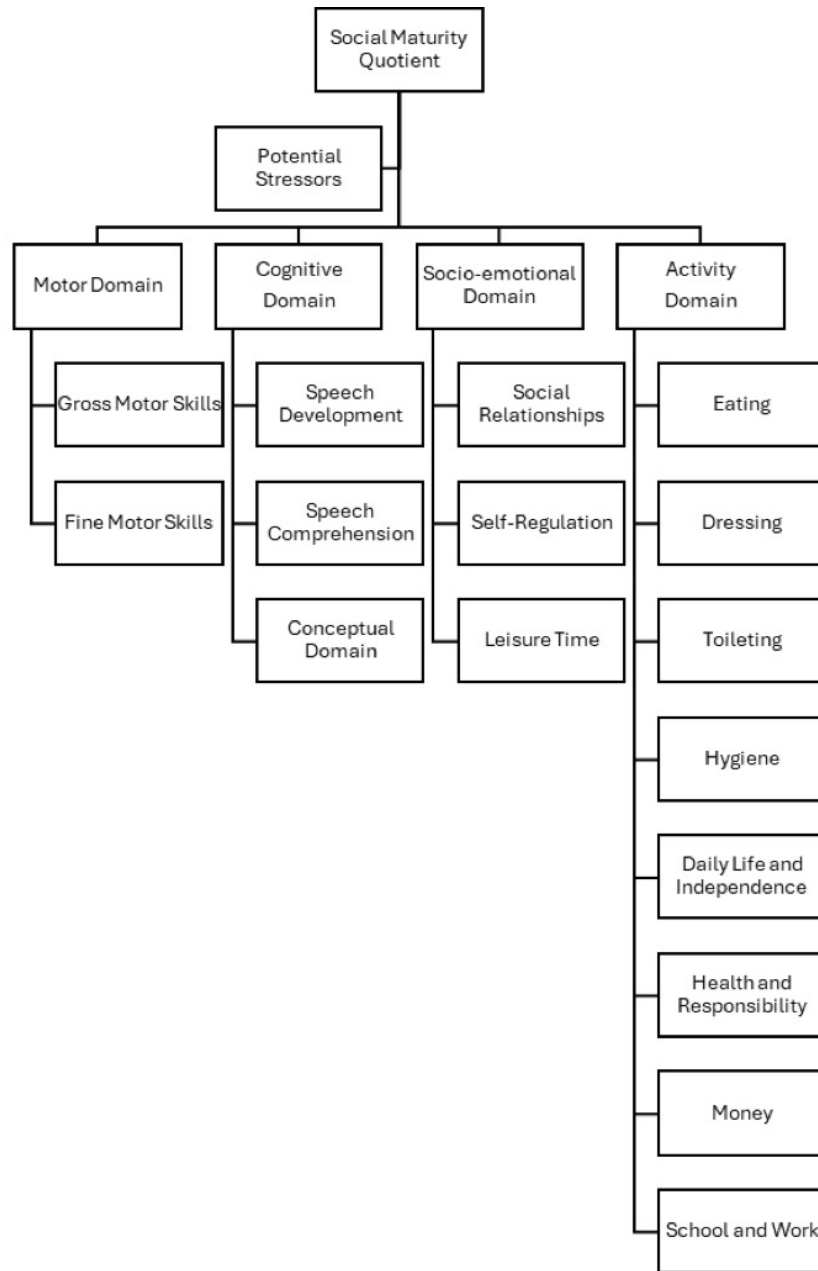 Social Maturity
Quotient
Potential
Stressors
Motor Domain
Cognitive
Domain
Socio-emotional
Domain
Activity
Domain
Gross Motor Skills
Fine Motor Skills
Speech
Development
Speech
Comprehension
Conceptual
Domain
Social
Relationships
Self-Regulation
Leisure Time
Eating
Dressing
Toileting
Hygiene
Daily Life and
Independence
Health and
Responsibility
Money
School and Work